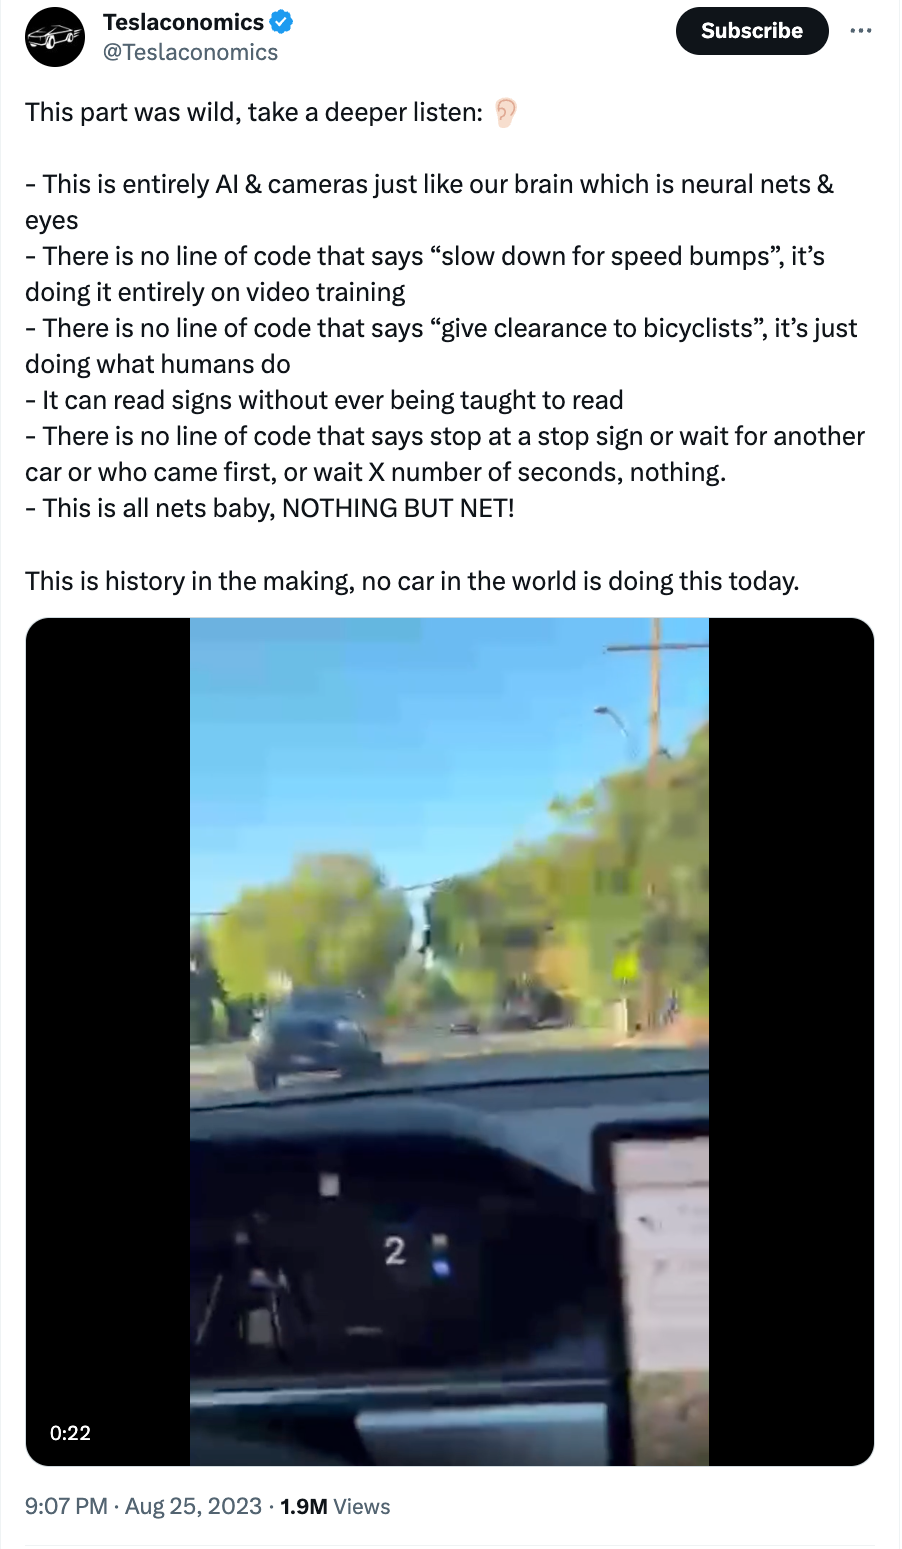 Teslaconomics
@Teslaconomics
Subscribe
This part was wild, take a deeper listen: 👂🏻
- This is entirely AI & cameras just like our brain which is neural nets &
eyes
- There is no line of code that says “slow down for speed bumps”, it’s
doing it entirely on video training
- There is no line of code that says “give clearance to bicyclists”, it’s just
doing what humans do
- It can read signs without ever being taught to read
- There is no line of code that says stop at a stop sign or wait for another
car or who came first, or wait X number of seconds, nothing.
- This is all nets baby, NOTHING BUT NET!
This is history in the making, no car in the world is doing this today.
2
0:22
9:07 PM · Aug 25, 2023 · 1.9M Views